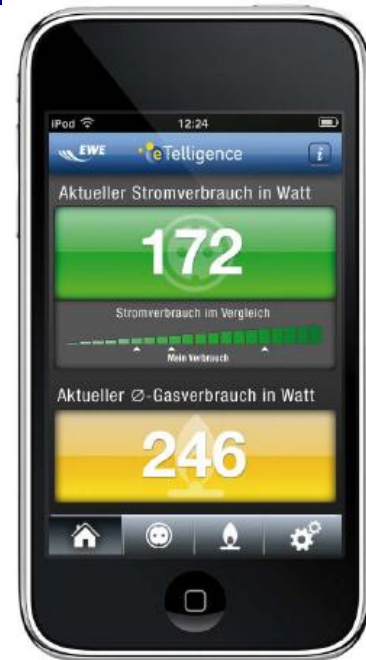 iPod 12:24
EWE eTelligence i
Aktueller Stromverbrauch in Watt
172
Stromverbrauch im Vergleich
Mein Verbrauch
Aktueller Ø-Gasverbrauch in Watt
246